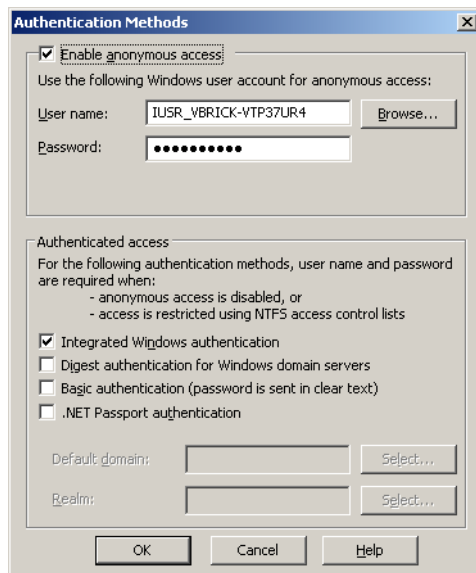 Authentication Methods
Enable anonymous access
Use the following Windows user account for anonymous access:
User name: IUSR_VBRICK-VTP37UR4 Browse...
Password: ●●●●●●●●●●
Authenticated access
For the following authentication methods, user name and password
are required when:
- anonymous access is disabled, or
- access is restricted using NTFS access control lists
Integrated Windows authentication
Digest authentication for Windows domain servers
Basic authentication (password is sent in clear text)
.NET Passport authentication
Default domain: Select...
Realm: Select...
OK Cancel Help